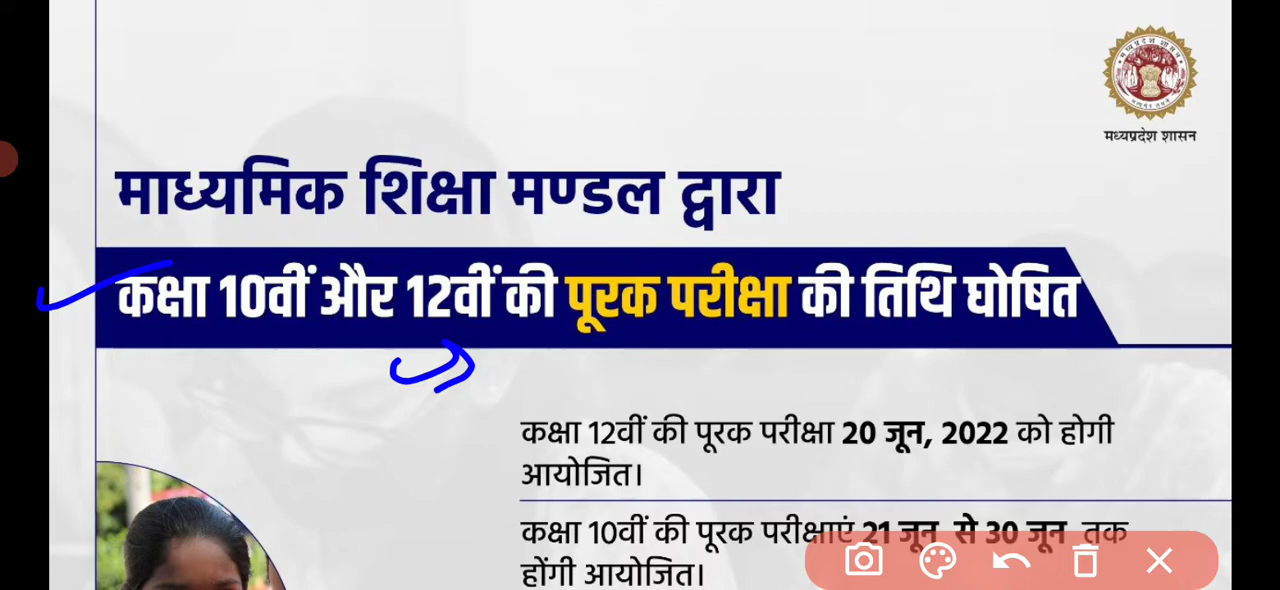 मध्यप्रदेश शासन
माध्यमिक शिक्षा मण्डल द्वारा
कक्षा 10वीं और 12वीं की पूरक परीक्षा की तिथि घोषित
कक्षा 12वीं की पूरक परीक्षा 20 जून, 2022 को होगी
आयोजित।
कक्षा 10वीं की पूरक परीक्षाएं 21 जून से 30 जून तक
होंगी आयोजित।